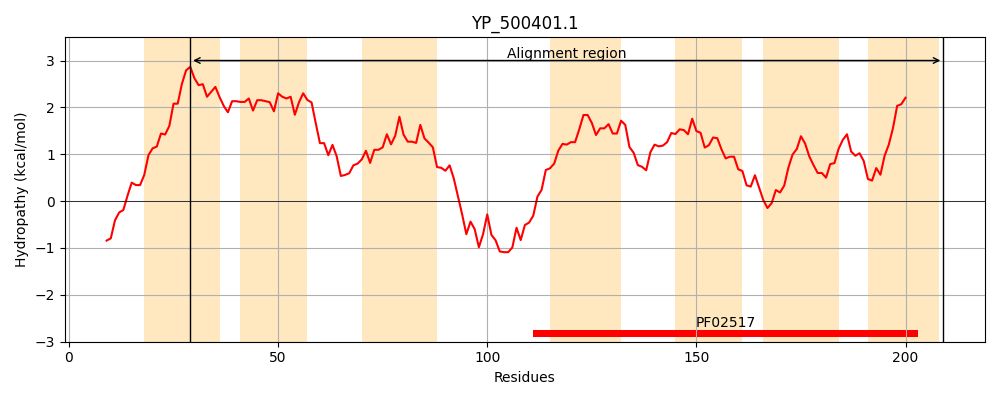 YP_500401.1
Hydropathy (kcal/mol)
3
2
1
0
−1
−2
−3
Alignment region
PF02517
0
50
100
150
200
Residues